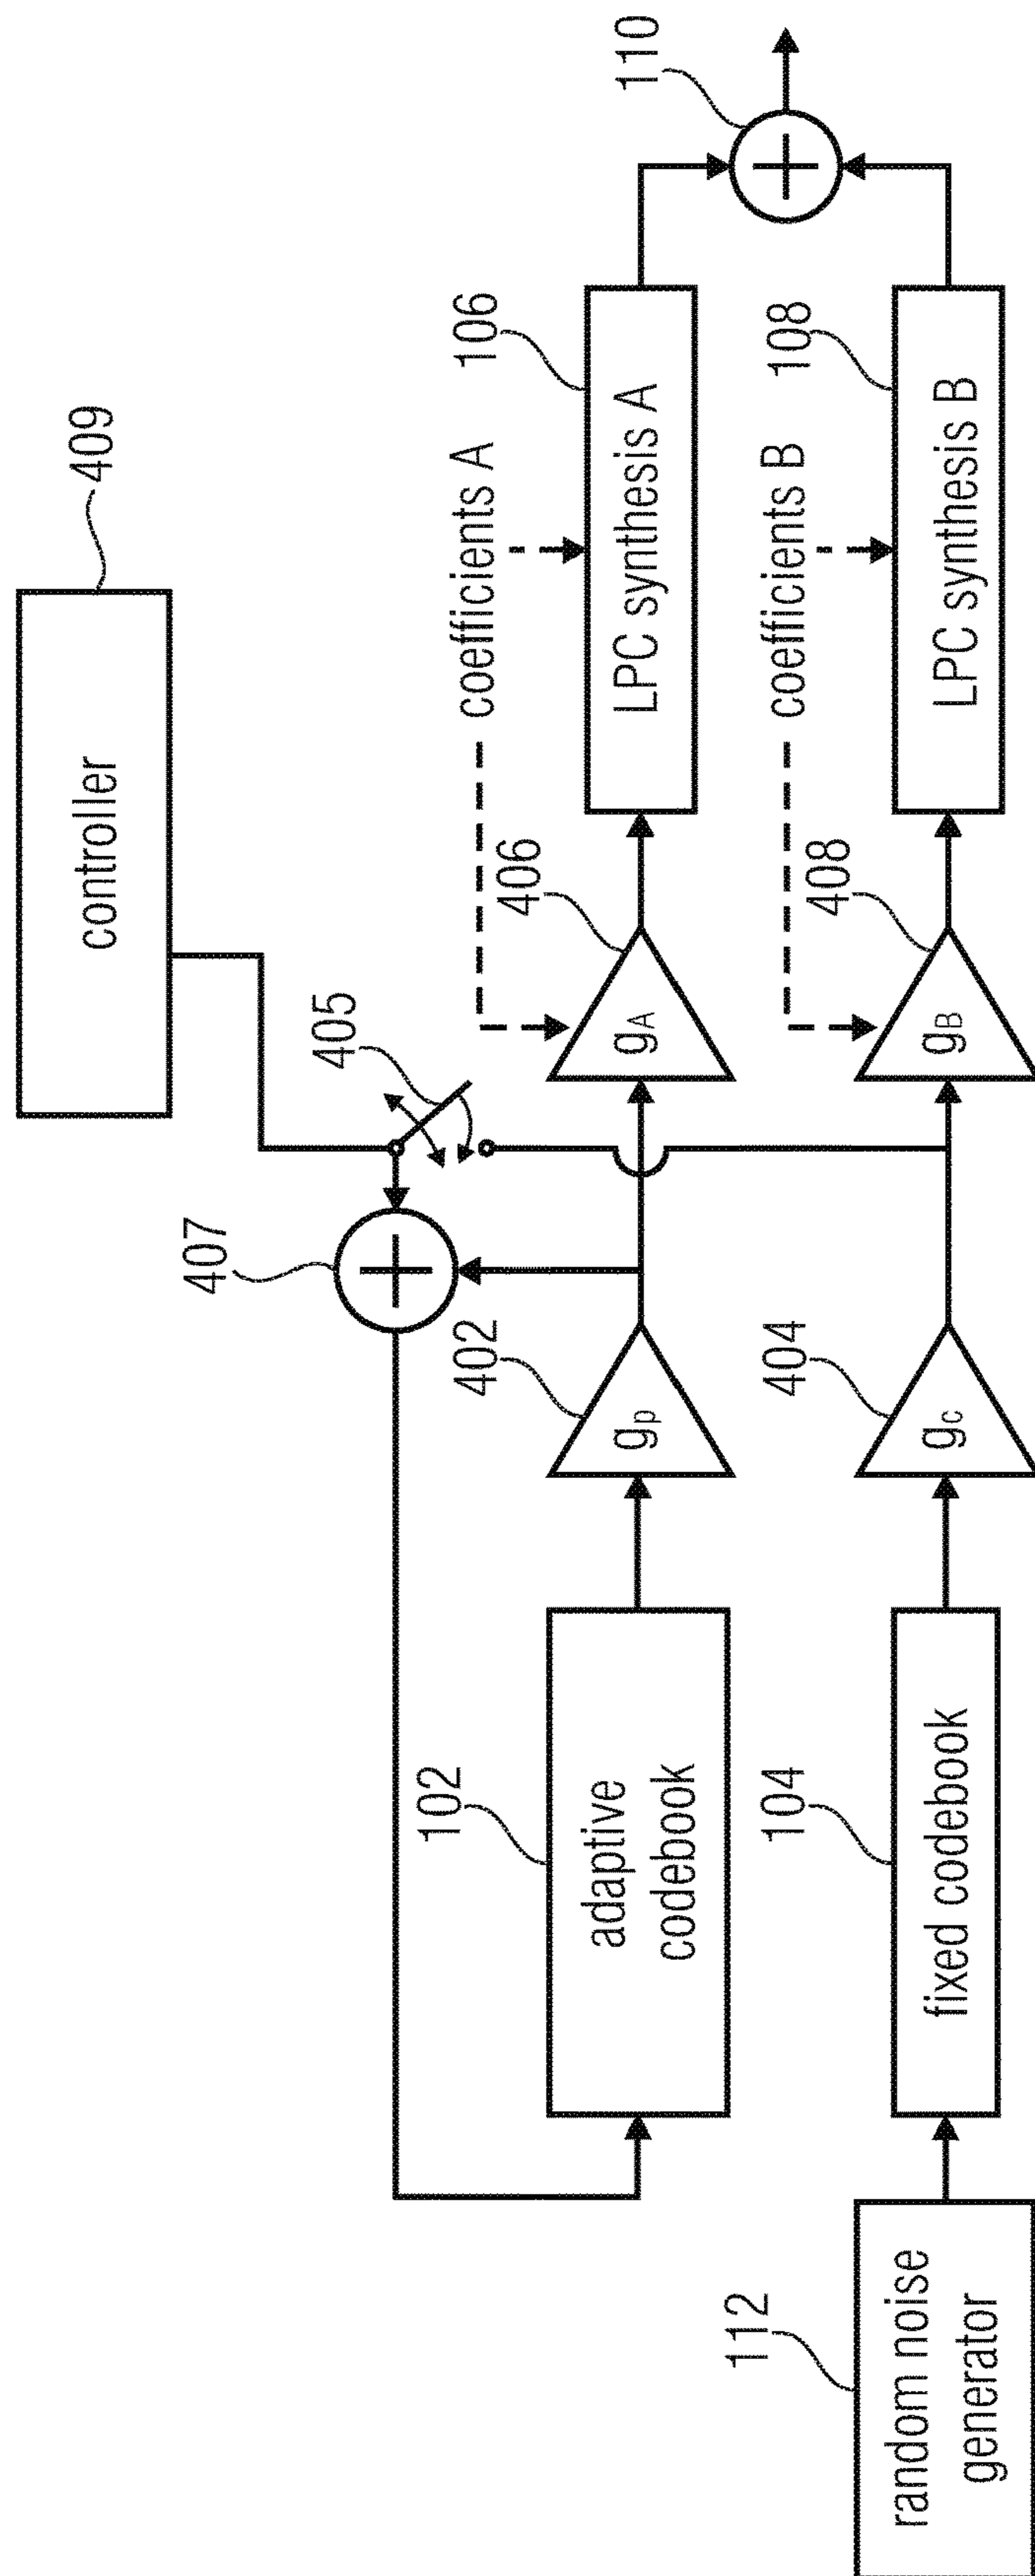 controller
409
405
407
coefficients A
106
406
LPC synthesis A
gA
402
gp
102
adaptive
codebook
110
coefficients B
108
408
LPC synthesis B
gB
404
gc
104
fixed codebook
112
random noise
generator